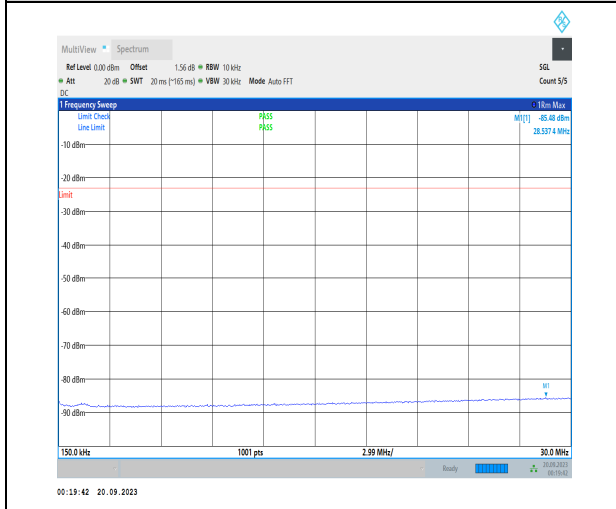 MultiView Spectrum
Ref Level 0.00 dBm Offset 1.56 dB RBW 10 kHz SGL
Att 20 dB SWT 20 ms (~165 ms) VBW 30 kHz Mode Auto FFT Count 5/5
DC
1 Frequency Sweep 1Rm Max
Limit Check PASS M1[1] -85.48 dBm
Line Limit PASS 28.5374 MHz
-10 dBm
-20 dBm
Limit
-30 dBm
-40 dBm
-50 dBm
-60 dBm
-70 dBm
-80 dBm
M1
-90 dBm
150.0 kHz 1001 pts 2.99 MHz/ 30.0 MHz
Ready 20.09.2023
00:19:42
00:19:42 20.09.2023